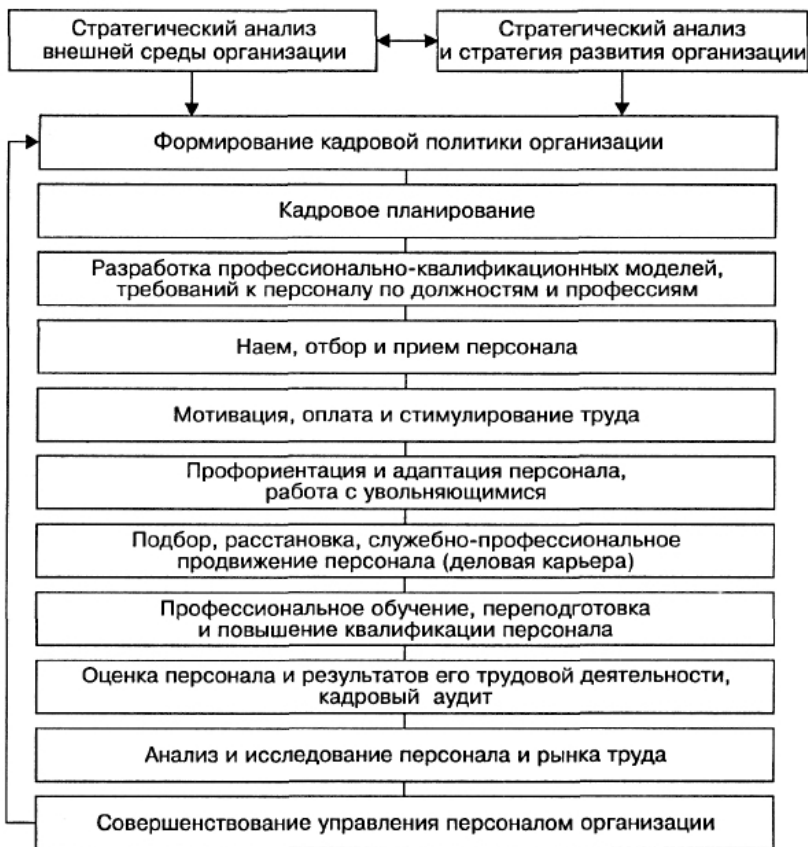 Стратегический анализ
внешней среды организации
Стратегический анализ
и стратегия развития организации
Формирование кадровой политики организации
Кадровое планирование
Разработка профессионально-квалификационных моделей,
требований к персоналу по должностям и профессиям
Наем, отбор и прием персонала
Мотивация, оплата и стимулирование труда
Профориентация и адаптация персонала,
работа с увольняющимися
Подбор, расстановка, служебно-профессиональное
продвижение персонала (деловая карьера)
Профессиональное обучение, переподготовка
и повышение квалификации персонала
Оценка персонала и результатов его трудовой деятельности,
кадровый аудит
Анализ и исследование персонала и рынка труда
Совершенствование управления персоналом организации